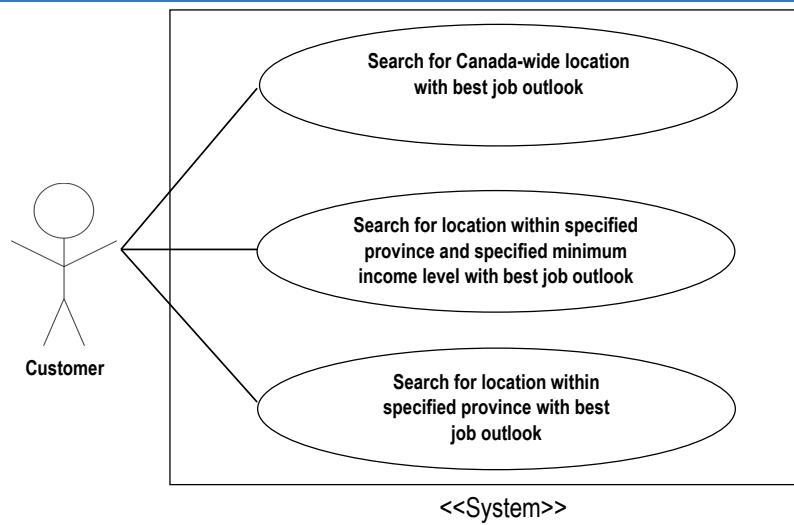 Search for Canada-wide location
with best job outlook
Search for location within specified
province and specified minimum
income level with best job outlook
Customer
Search for location within
specified province with best
job outlook
<<System>>